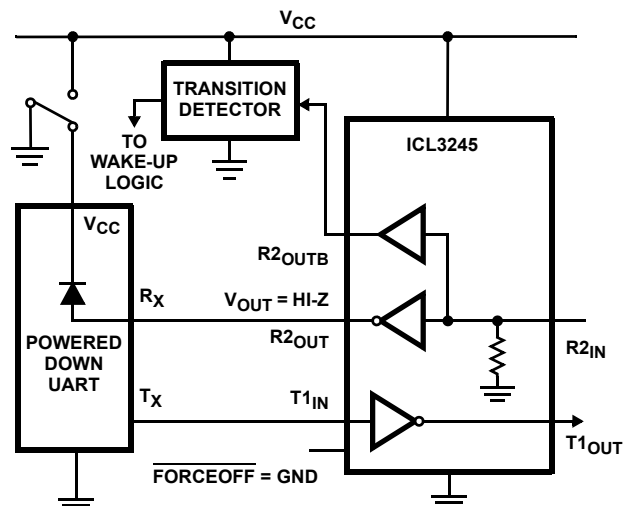 VCC
TRANSITION
DETECTOR
TO
WAKE-UP
LOGIC
ICL3245
VCC
R2OUTB
RX
VOUT = HI-Z
R2OUT
R2IN
POWERED
DOWN
UART
TX
T1IN
T1OUT
FORCEOFF = GND